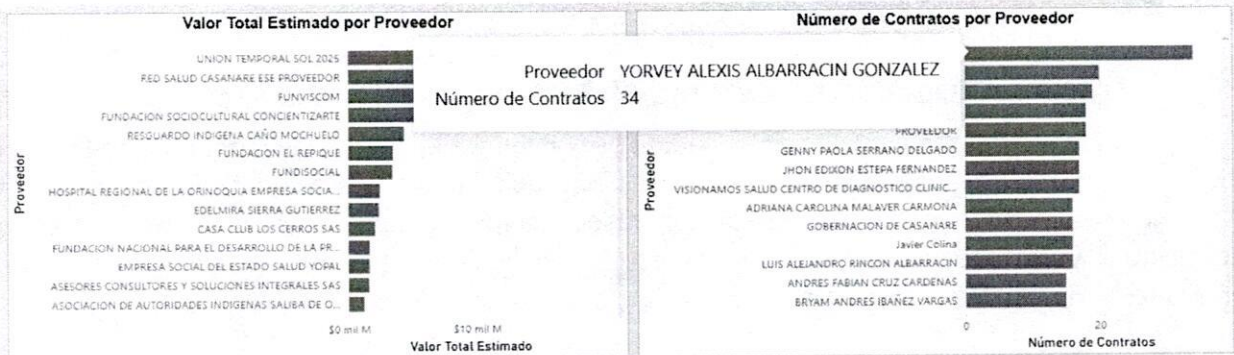 Valor Total Estimado por Proveedor
Proveedor
UNION TEMPORAL SOL 2025
RED SALUD CASANARE ESE PROVEEDOR
FUNVISCOM
FUNDACION SOCIOCULTURAL CONCIENTIZARTE
RESGUARDO INDIGENA CAÑO MOCHUELO
FUNDACION EL REPIQUE
FUNDISOCIAL
HOSPITAL REGIONAL DE LA ORINOQUIA EMPRESA SOCIA...
EDELMIRA SIERRA GUTIERREZ
CASA CLUB LOS CERROS SAS
FUNDACION NACIONAL PARA EL DESARROLLO DE LA PR...
EMPRESA SOCIAL DEL ESTADO SALUD YOPAL
ASESORES CONSULTORES Y SOLUCIONES INTEGRALES SAS
ASOCIACION DE AUTORIDADES INDIGENAS SALIBA DE O...
$0 mil M $10 mil M
Valor Total Estimado
Número de Contratos por Proveedor
Proveedor YORVEY ALEXIS ALBARRACIN GONZALEZ
Número de Contratos 34
Proveedor
PROVEEDOR
GENNY PAOLA SERRANO DELGADO
JHON EDIXON ESTEPA FERNANDEZ
VISIONAMOS SALUD CENTRO DE DIAGNOSTICO CLINIC...
ADRIANA CAROLINA MALAVER CARMONA
GOBERNACION DE CASANARE
Javier Colina
LUIS ALEJANDRO RINCON ALBARRACIN
ANDRES FABIAN CRUZ CARDENAS
BRYAM ANDRES IBAÑEZ VARGAS
0 20
Número de Contratos